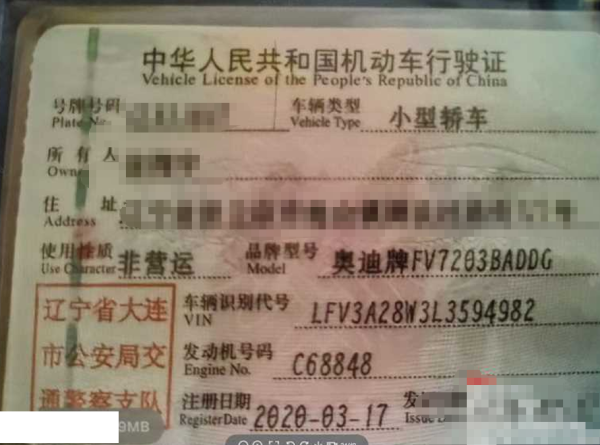 中华人民共和国机动车行驶证
Vehicle License of the People's Republic of China
号牌号码 车辆类型 小型轿车
Plate No. Vehicle Type
所有人
Owner
住址
Address
使用性质 非营运 品牌型号 奥迪牌FV7203BADDG
Use Character Model
辽宁省大连 车辆识别代号 LFV3A28W3L3594982
VIN
市公安局交 发动机号码 C68848
Engine No.
通警察支队 注册日期 2020-03-17 发
Register Date Issue
9MB